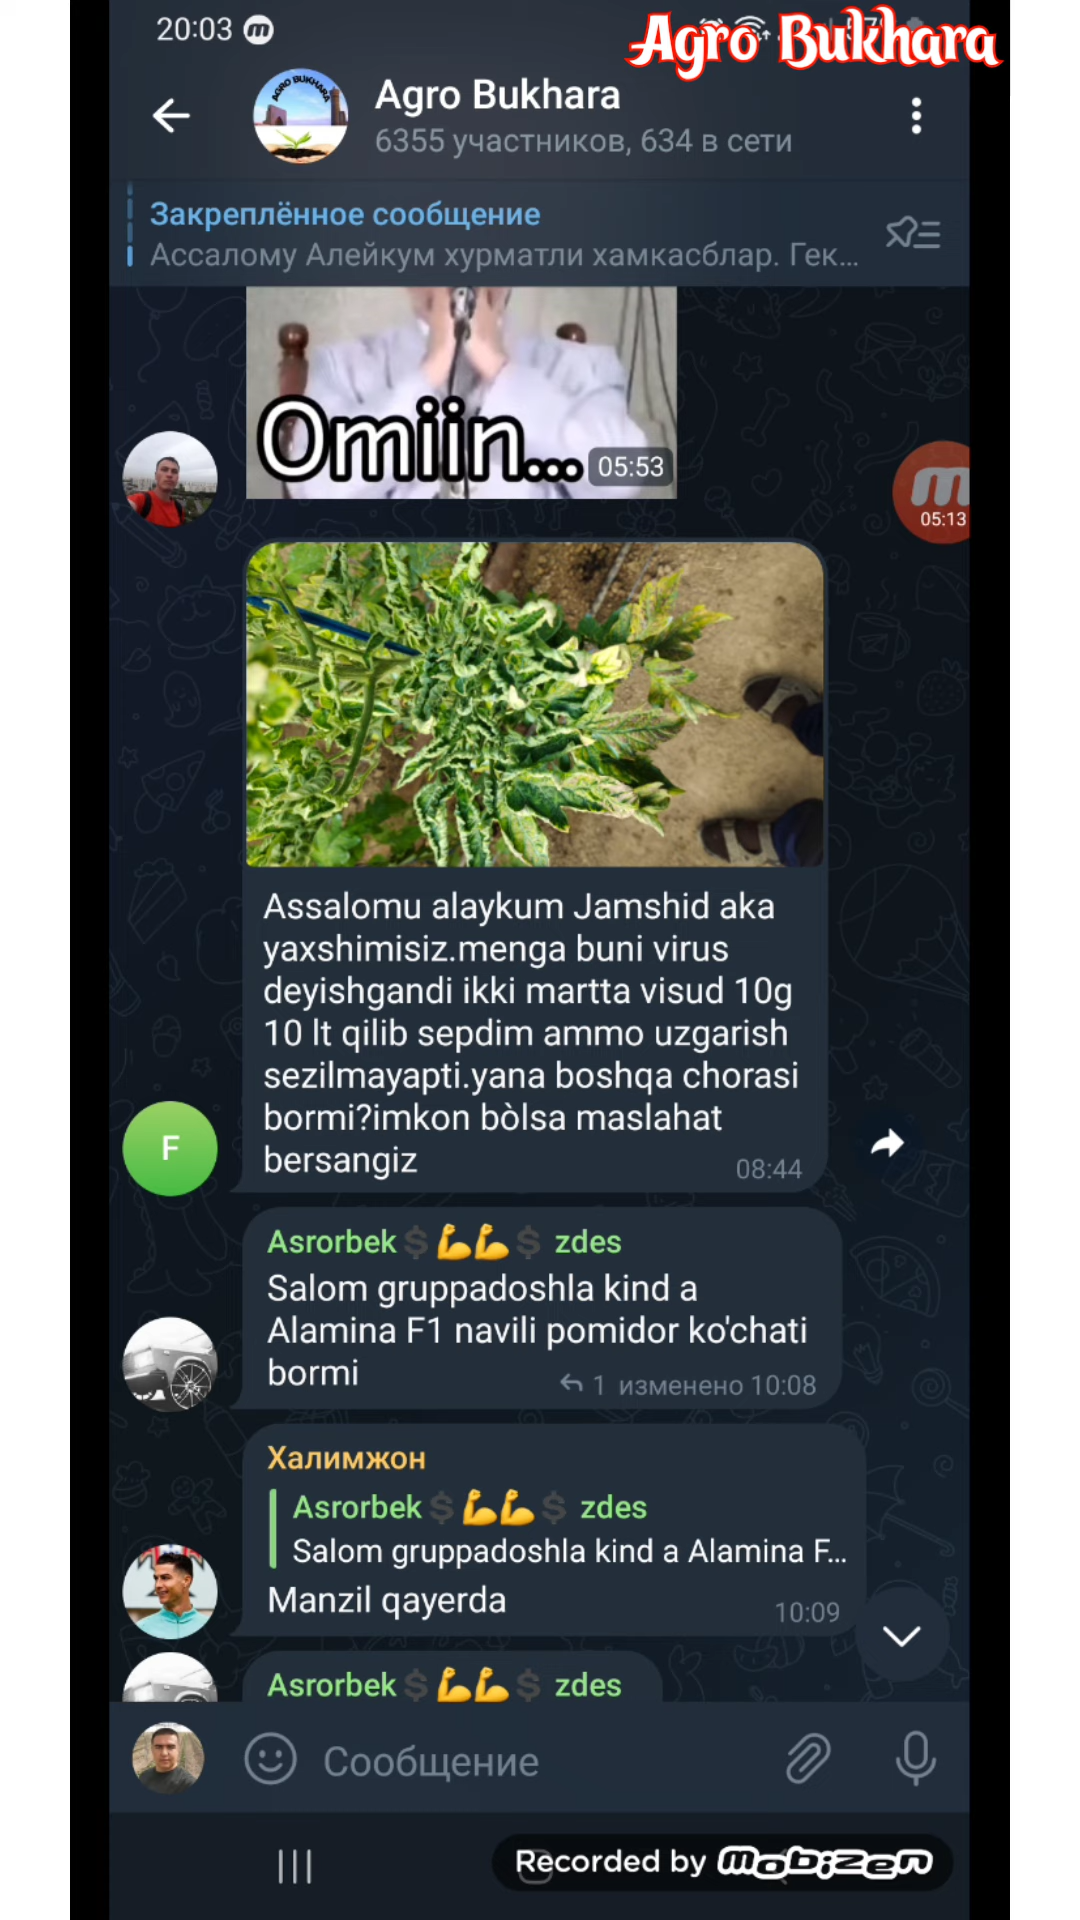 20:03
Agro Bukhara
AGRO BUKHARA
Agro Bukhara
6355 участников, 634 в сети
Закреплённое сообщение
Ассалому Алейкум хурматли хамкасблар. Гек...
Omiin...
05:53
05:13
Assalomu alaykum Jamshid aka
yaxshimisiz.menga buni virus
deyishgandi ikki martta visud 10g
10 lt qilib sepdim ammo uzgarish
sezilmayapti.yana boshqa chorasi
bormi?imkon bòlsa maslahat
bersangiz
08:44
F
Asrorbek$💪💪$ zdes
Salom gruppadoshla kind a
Alamina F1 navili pomidor ko'chati
bormi
1 изменено 10:08
Халимжон
Asrorbek$💪💪$ zdes
Salom gruppadoshla kind a Alamina F...
Manzil qayerda
10:09
Asrorbek$💪💪$ zdes
Сообщение
Recorded by mobizen